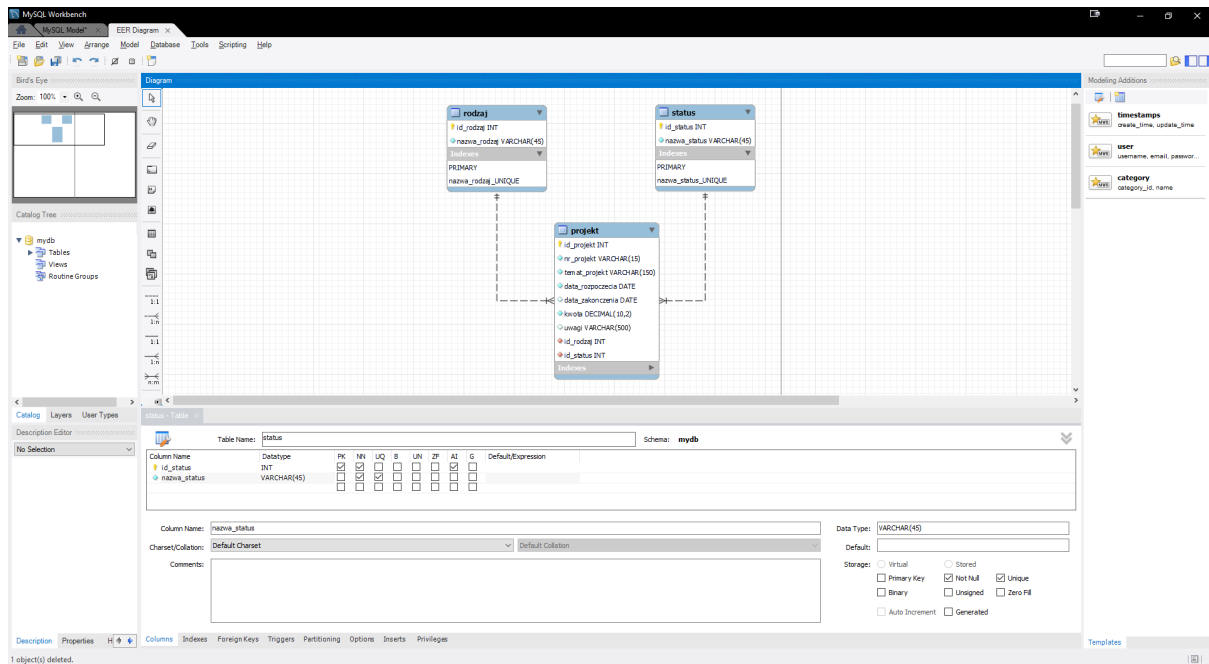 MySQL Workbench
MySQL Model* × EER Diagram ×
File Edit View Arrange Model Database Tools Scripting Help
Bird's Eye
Zoom: 100%
Catalog Tree
mydb
Tables
Views
Routine Groups
Catalog Layers User Types
Description Editor
No Selection
Description Properties H
1 object(s) deleted.
Diagram
1:1
1:n
1:1
1:n
n:m
rodzaj
id_rodzaj INT
nazwa_rodzaj VARCHAR(45)
Indexes
PRIMARY
nazwa_rodzaj_UNIQUE
status
id_status INT
nazwa_status VARCHAR(45)
Indexes
PRIMARY
nazwa_status_UNIQUE
projekt
id_projekt INT
nr_projekt VARCHAR(15)
temat_projekt VARCHAR(150)
data_rozpoczecia DATE
data_zakonczenia DATE
kwota DECIMAL(10,2)
uwagi VARCHAR(500)
id_rodzaj INT
id_status INT
Indexes
Modeling Additions
timestamps
create_time, update_time
user
username, email, passwor...
category
category_id, name
Templates
status - Table ×
Table Name: status Schema: mydb
Column Name Datatype PK NN UQ B UN ZF AI G Default/Expression
id_status INT
nazwa_status VARCHAR(45)
Column Name: nazwa_status Data Type: VARCHAR(45)
Charset/Collation: Default Charset Default Collation Default:
Comments: Storage: Virtual Stored
Primary Key Not Null Unique
Binary Unsigned Zero Fill
Auto Increment Generated
Columns Indexes Foreign Keys Triggers Partitioning Options Inserts Privileges